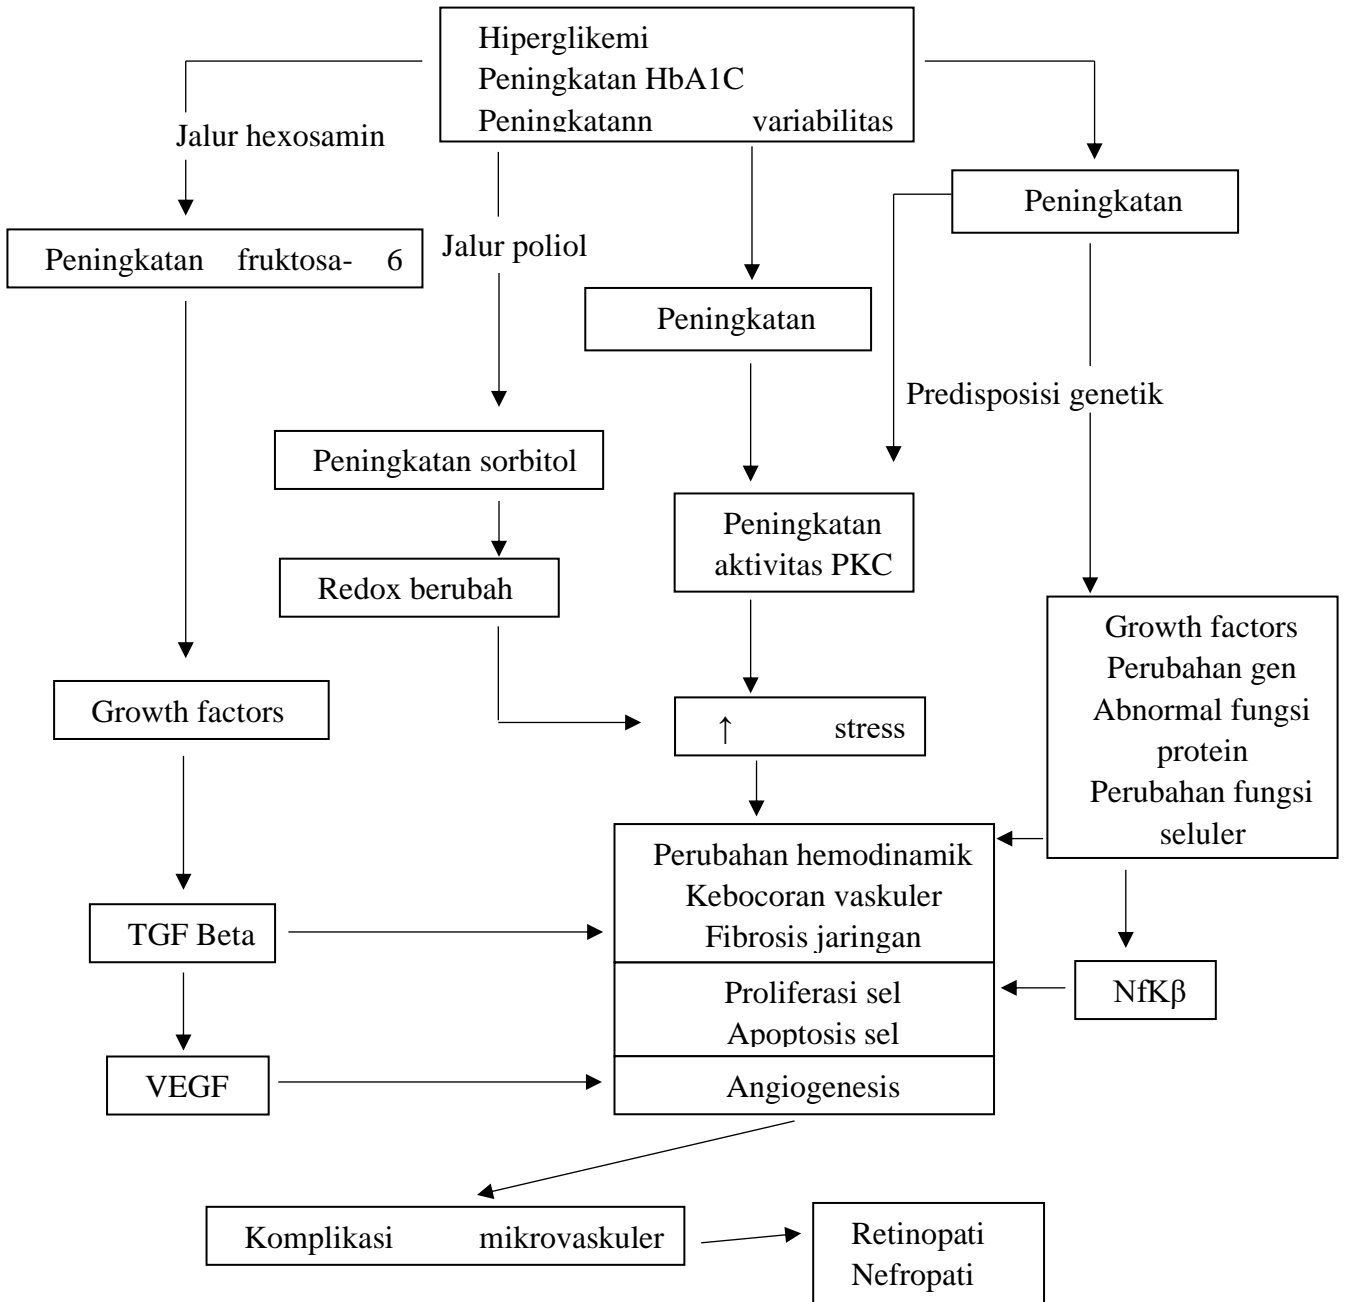 Hiperglikemi
Peningkatan HbA1C
Peningkatann variabilitas
Jalur hexosamin
Peningkatan
Peningkatan fruktosa- 6
Jalur poliol
Peningkatan
Predisposisi genetik
Peningkatan sorbitol
Peningkatan
aktivitas PKC
Redox berubah
Growth factors
Perubahan gen
Abnormal fungsi
protein
Perubahan fungsi
seluler
Growth factors
↑ stress
Perubahan hemodinamik
Kebocoran vaskuler
Fibrosis jaringan
TGF Beta
Proliferasi sel
Apoptosis sel
NfKβ
VEGF
Angiogenesis
Komplikasi mikrovaskuler
Retinopati
Nefropati